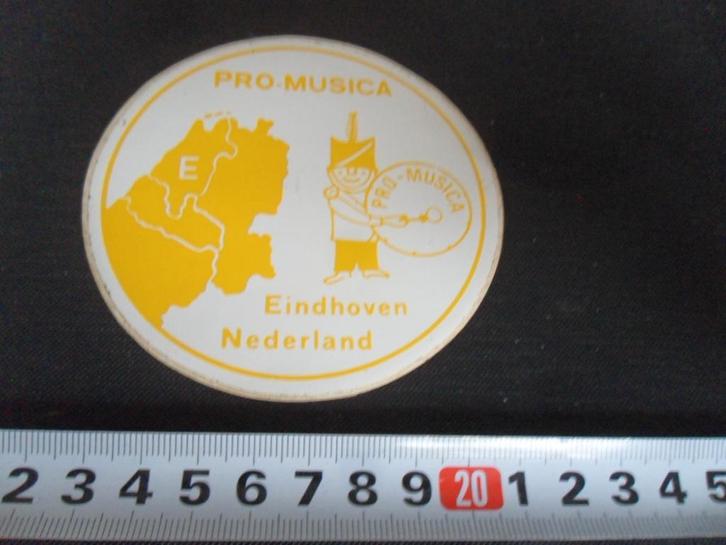 PRO-MUSICA
E
PRO-MUSICA
Eindhoven
Nederland
2 3 4 5 6 7 8 9 20 1 2 3 4 5